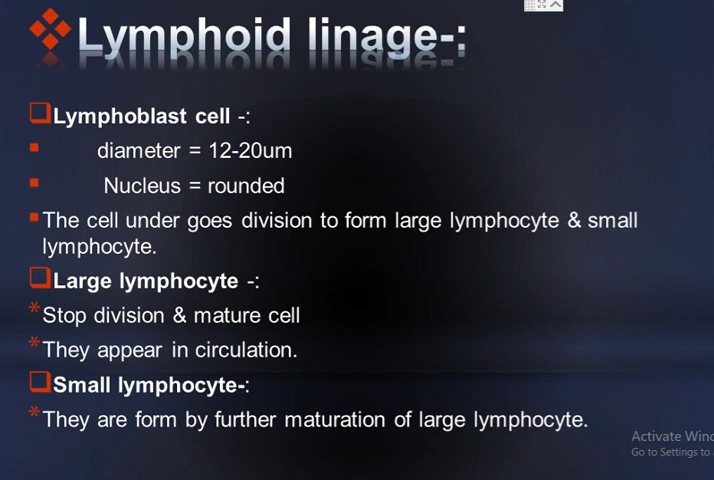 Lymphoid linage-:
Lymphoblast cell -:
diameter = 12-20um
Nucleus = rounded
The cell under goes division to form large lymphocyte & small
lymphocyte.
Large lymphocyte -:
Stop division & mature cell
They appear in circulation.
Small lymphocyte-:
They are form by further maturation of large lymphocyte.
Activate
Go to Settings to